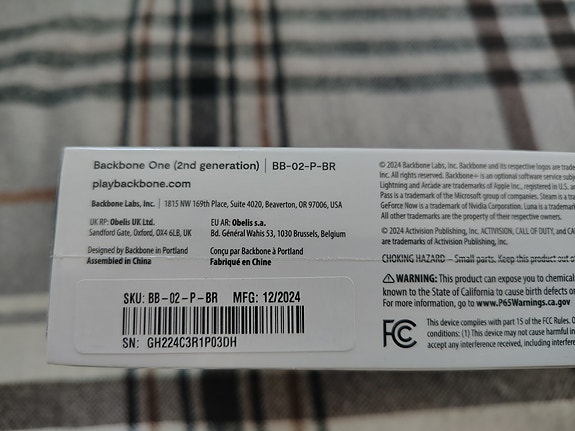 Backbone One (2nd generation) | BB-02-P-BR
playbackbone.com
Backbone Labs, Inc. | 1815 NW 169th Place, Suite 4020, Beaverton, OR 97006, USA
UK RP: Obelis UK Ltd.
Sandford Gate, Oxford, OX4 6LB, UK
EU AR: Obelis s.a.
Bd. Général Wahis 53, 1030 Brussels, Belgium
Designed by Backbone in Portland
Assembled in China
Conçu par Backbone à Portland
Fabriqué en Chine
SKU: BB-02-P-BR MFG: 12/2024
SN: GH224C3R1P03DH
© 2024 Backbone Labs, Inc. Backbone and its respective logos are tradem
Inc. All rights reserved. Backbone+ is an optional software service sub
Lightning and Arcade are trademarks of Apple Inc., registered in U.S. a
Pass are trademarks of the Microsoft group of companies. Steam is a
GeForce Now is a trademark of Nvidia Corporation. Luna is a
All other trademarks are the property of their respective owners.
© 2024 Activision Publishing, Inc. ACTIVISION, CALL OF DUTY, and CAL
are trademarks of Activision Publishing, Inc.
CHOKING HAZARD — Small parts. Keep this product out o
WARNING: This product can expose you to chemical
known to the State of California to cause birth defects or
For more information, go to www.P65Warnings.ca.gov
FC
This device complies with part 15 of the FCC Rules. O
conditions: (1) This device may not cause harmful in
accept any interference received, including interfere